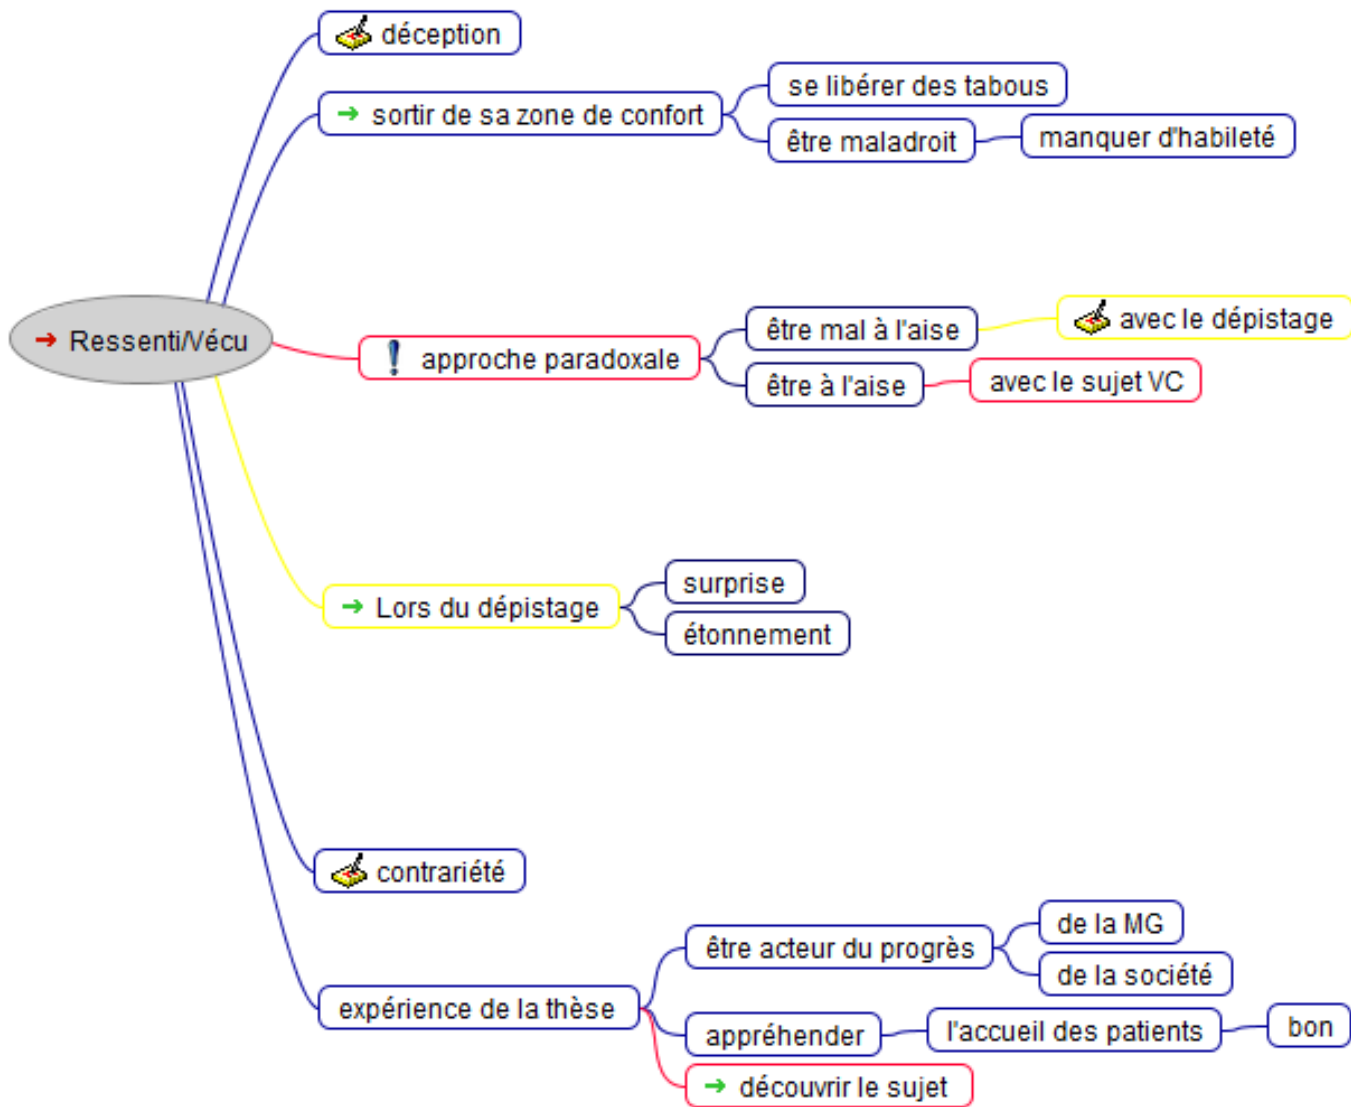 déception
sortir de sa zone de confort
se libérer des tabous
être maladroit
manquer d'habileté
Ressenti/Vécu
approche paradoxale
être mal à l'aise
avec le dépistage
être à l'aise
avec le sujet VC
Lors du dépistage
surprise
étonnement
contrariété
expérience de la thèse
être acteur du progrès
de la MG
de la société
appréhender
l'accueil des patients
bon
découvrir le sujet